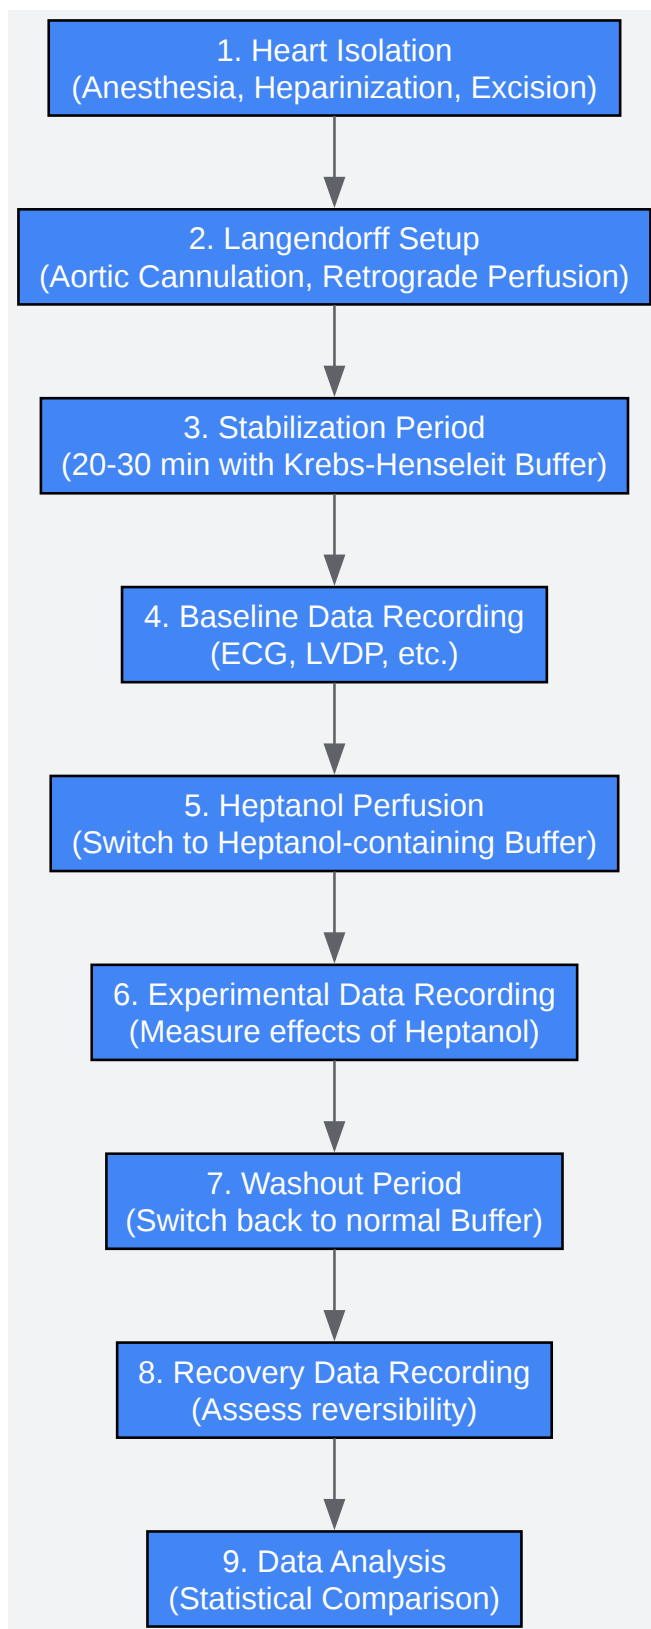 1. Heart Isolation
(Anesthesia, Heparinization, Excision)
2. Langendorff Setup
(Aortic Cannulation, Retrograde Perfusion)
3. Stabilization Period
(20-30 min with Krebs-Henseleit Buffer)
4. Baseline Data Recording
(ECG, LVDP, etc.)
5. Heptanol Perfusion
(Switch to Heptanol-containing Buffer)
6. Experimental Data Recording
(Measure effects of Heptanol)
7. Washout Period
(Switch back to normal Buffer)
8. Recovery Data Recording
(Assess reversibility)
9. Data Analysis
(Statistical Comparison)